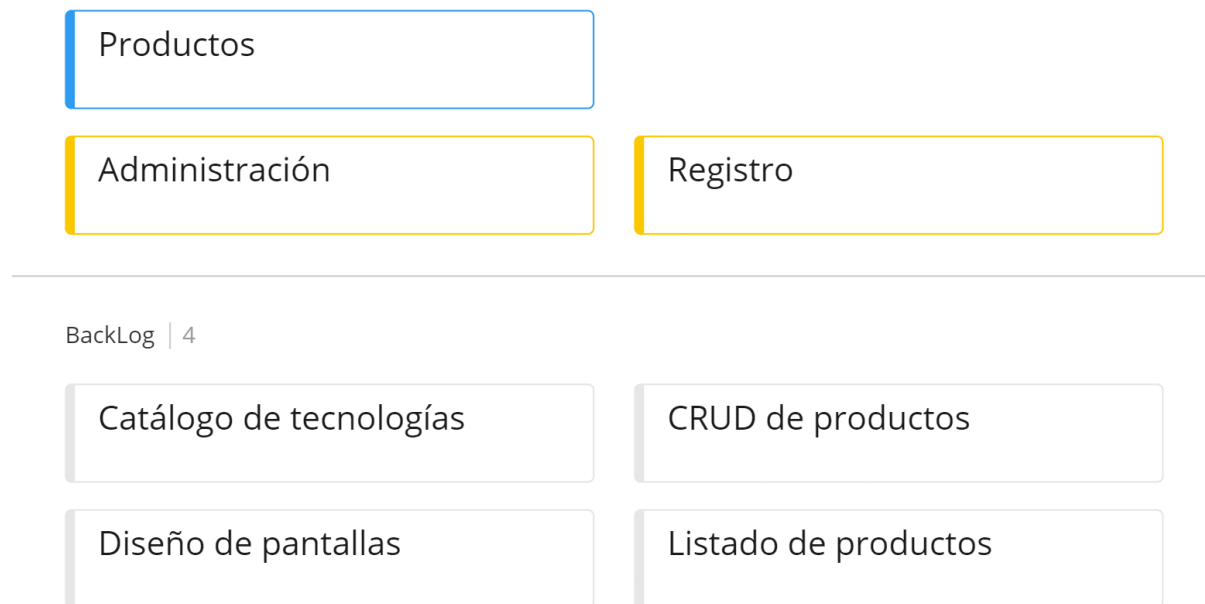 Productos
Administración
Registro
BackLog | 4
Catálogo de tecnologías
CRUD de productos
Diseño de pantallas
Listado de productos